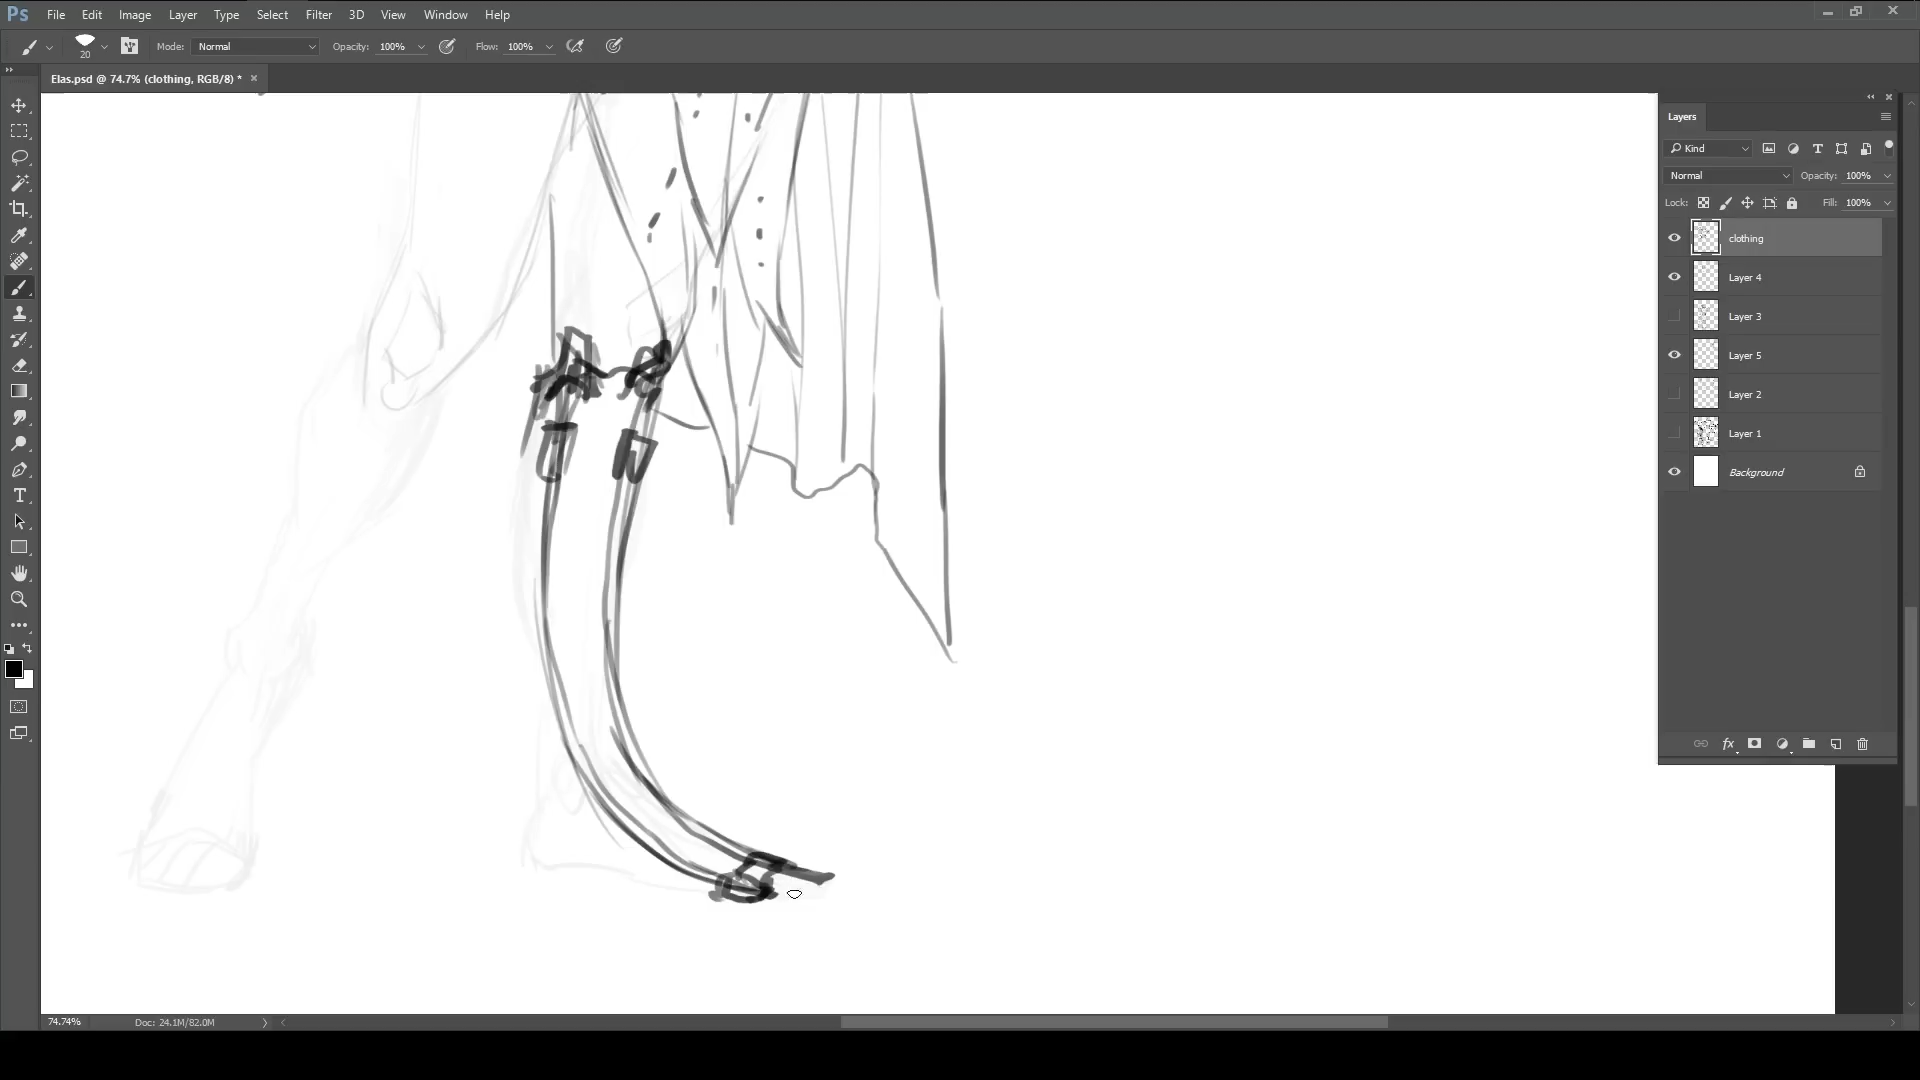 Ps File Edit Image Layer Type Select Filter 3D View Window Help
20 Mode: Normal Opacity: 100% Flow: 100%
Elas.psd @ 74.7% (clothing, RGB/8) * ×
Layers
Kind
Normal Opacity: 100%
Lock: Fill: 100%
clothing
Layer 4
Layer 3
Layer 5
Layer 2
Layer 1
Background
fx
74.74% Doc: 24.1M/82.0M